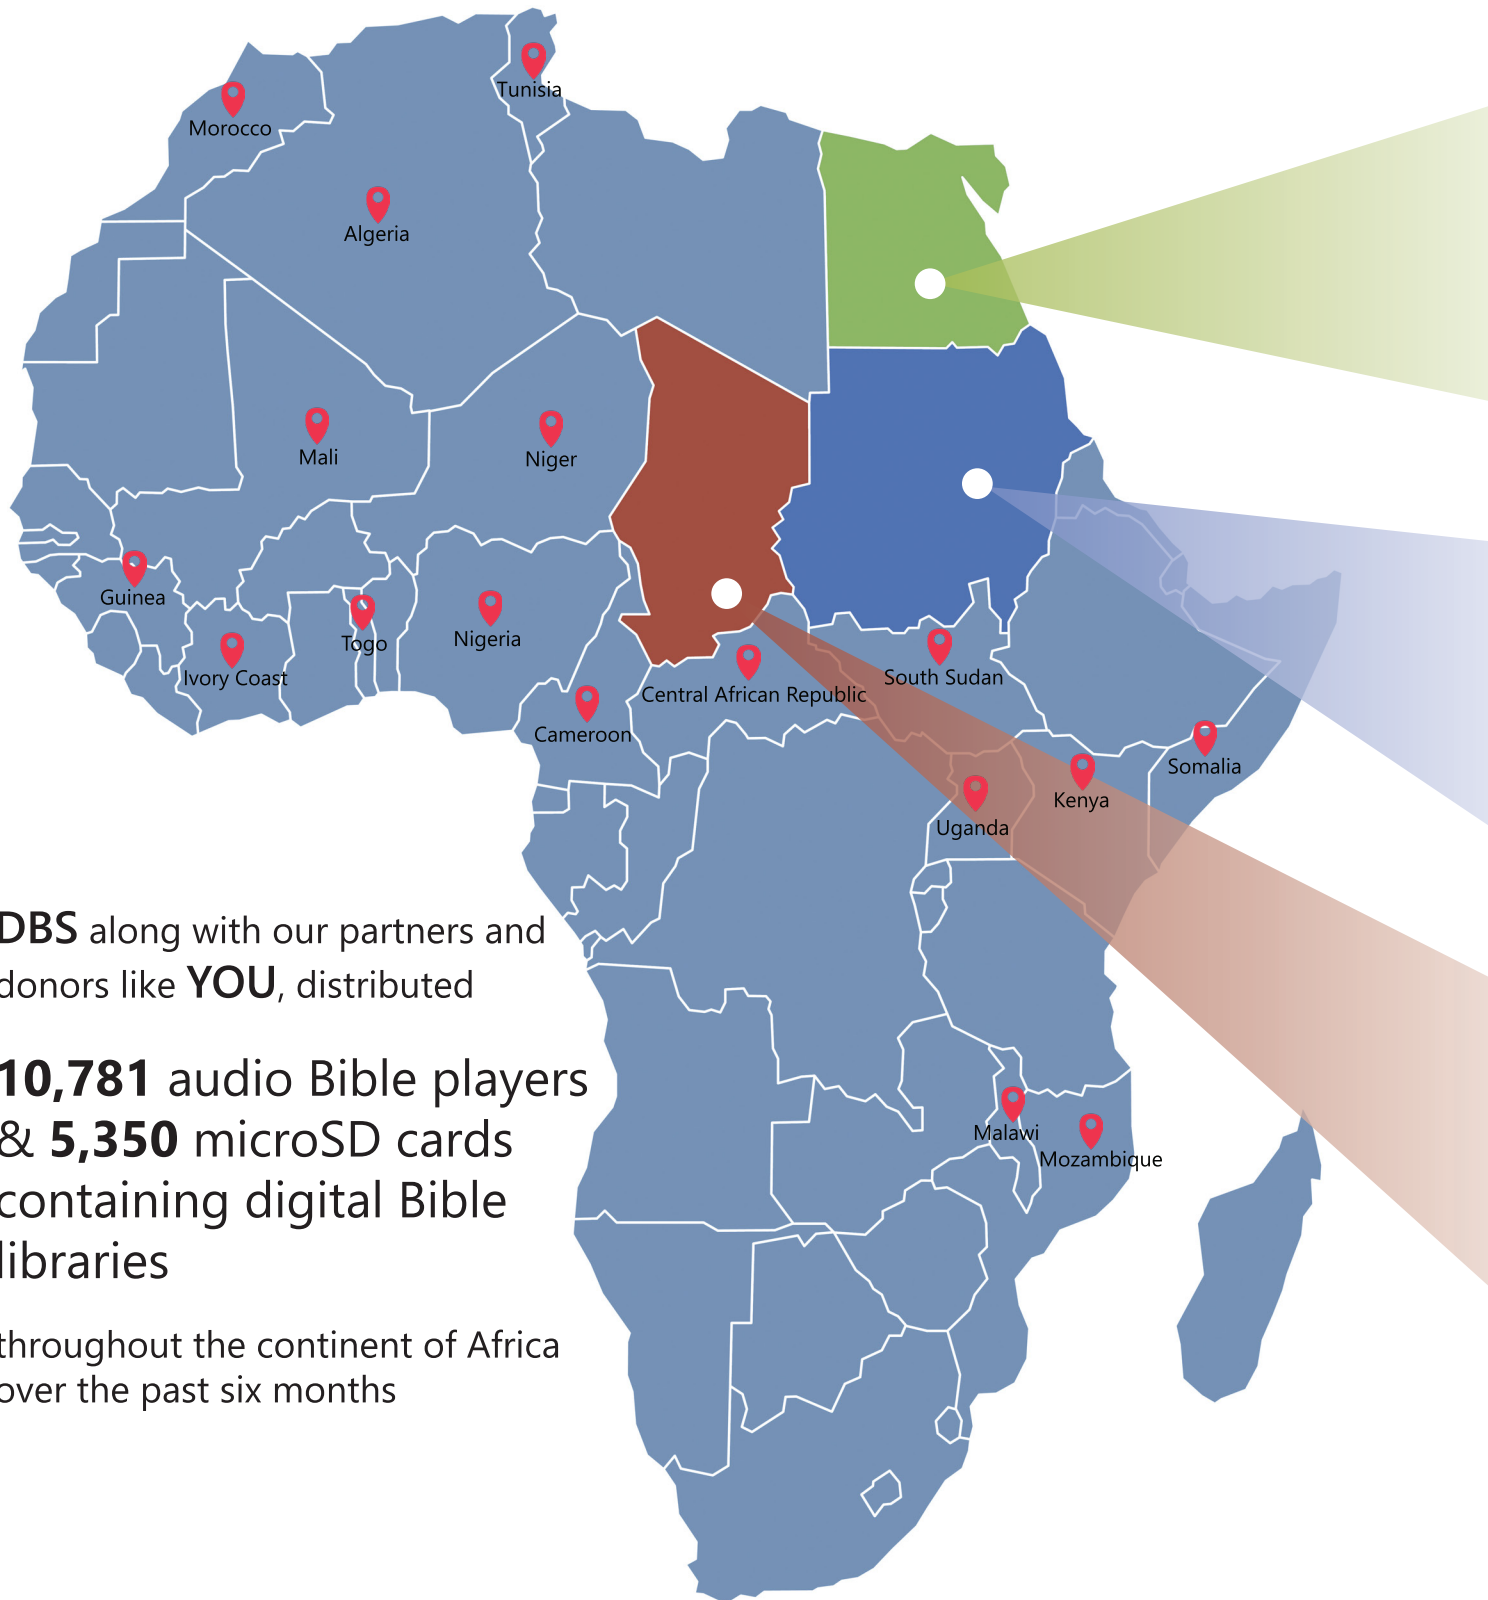 Tunisia
Morocco
Algeria
Mali
Niger
Guinea
Togo
Nigeria
Ivory Coast
South Sudan
Central African Republic
Cameroon
Somalia
Kenya
Uganda
DBS along with our partners and
donors like YOU, distributed
10,781 audio Bible players
& 5,350 microSD cards
containing digital Bible
libraries
throughout the continent of Africa
over the past six months
Malawi
Mozambique